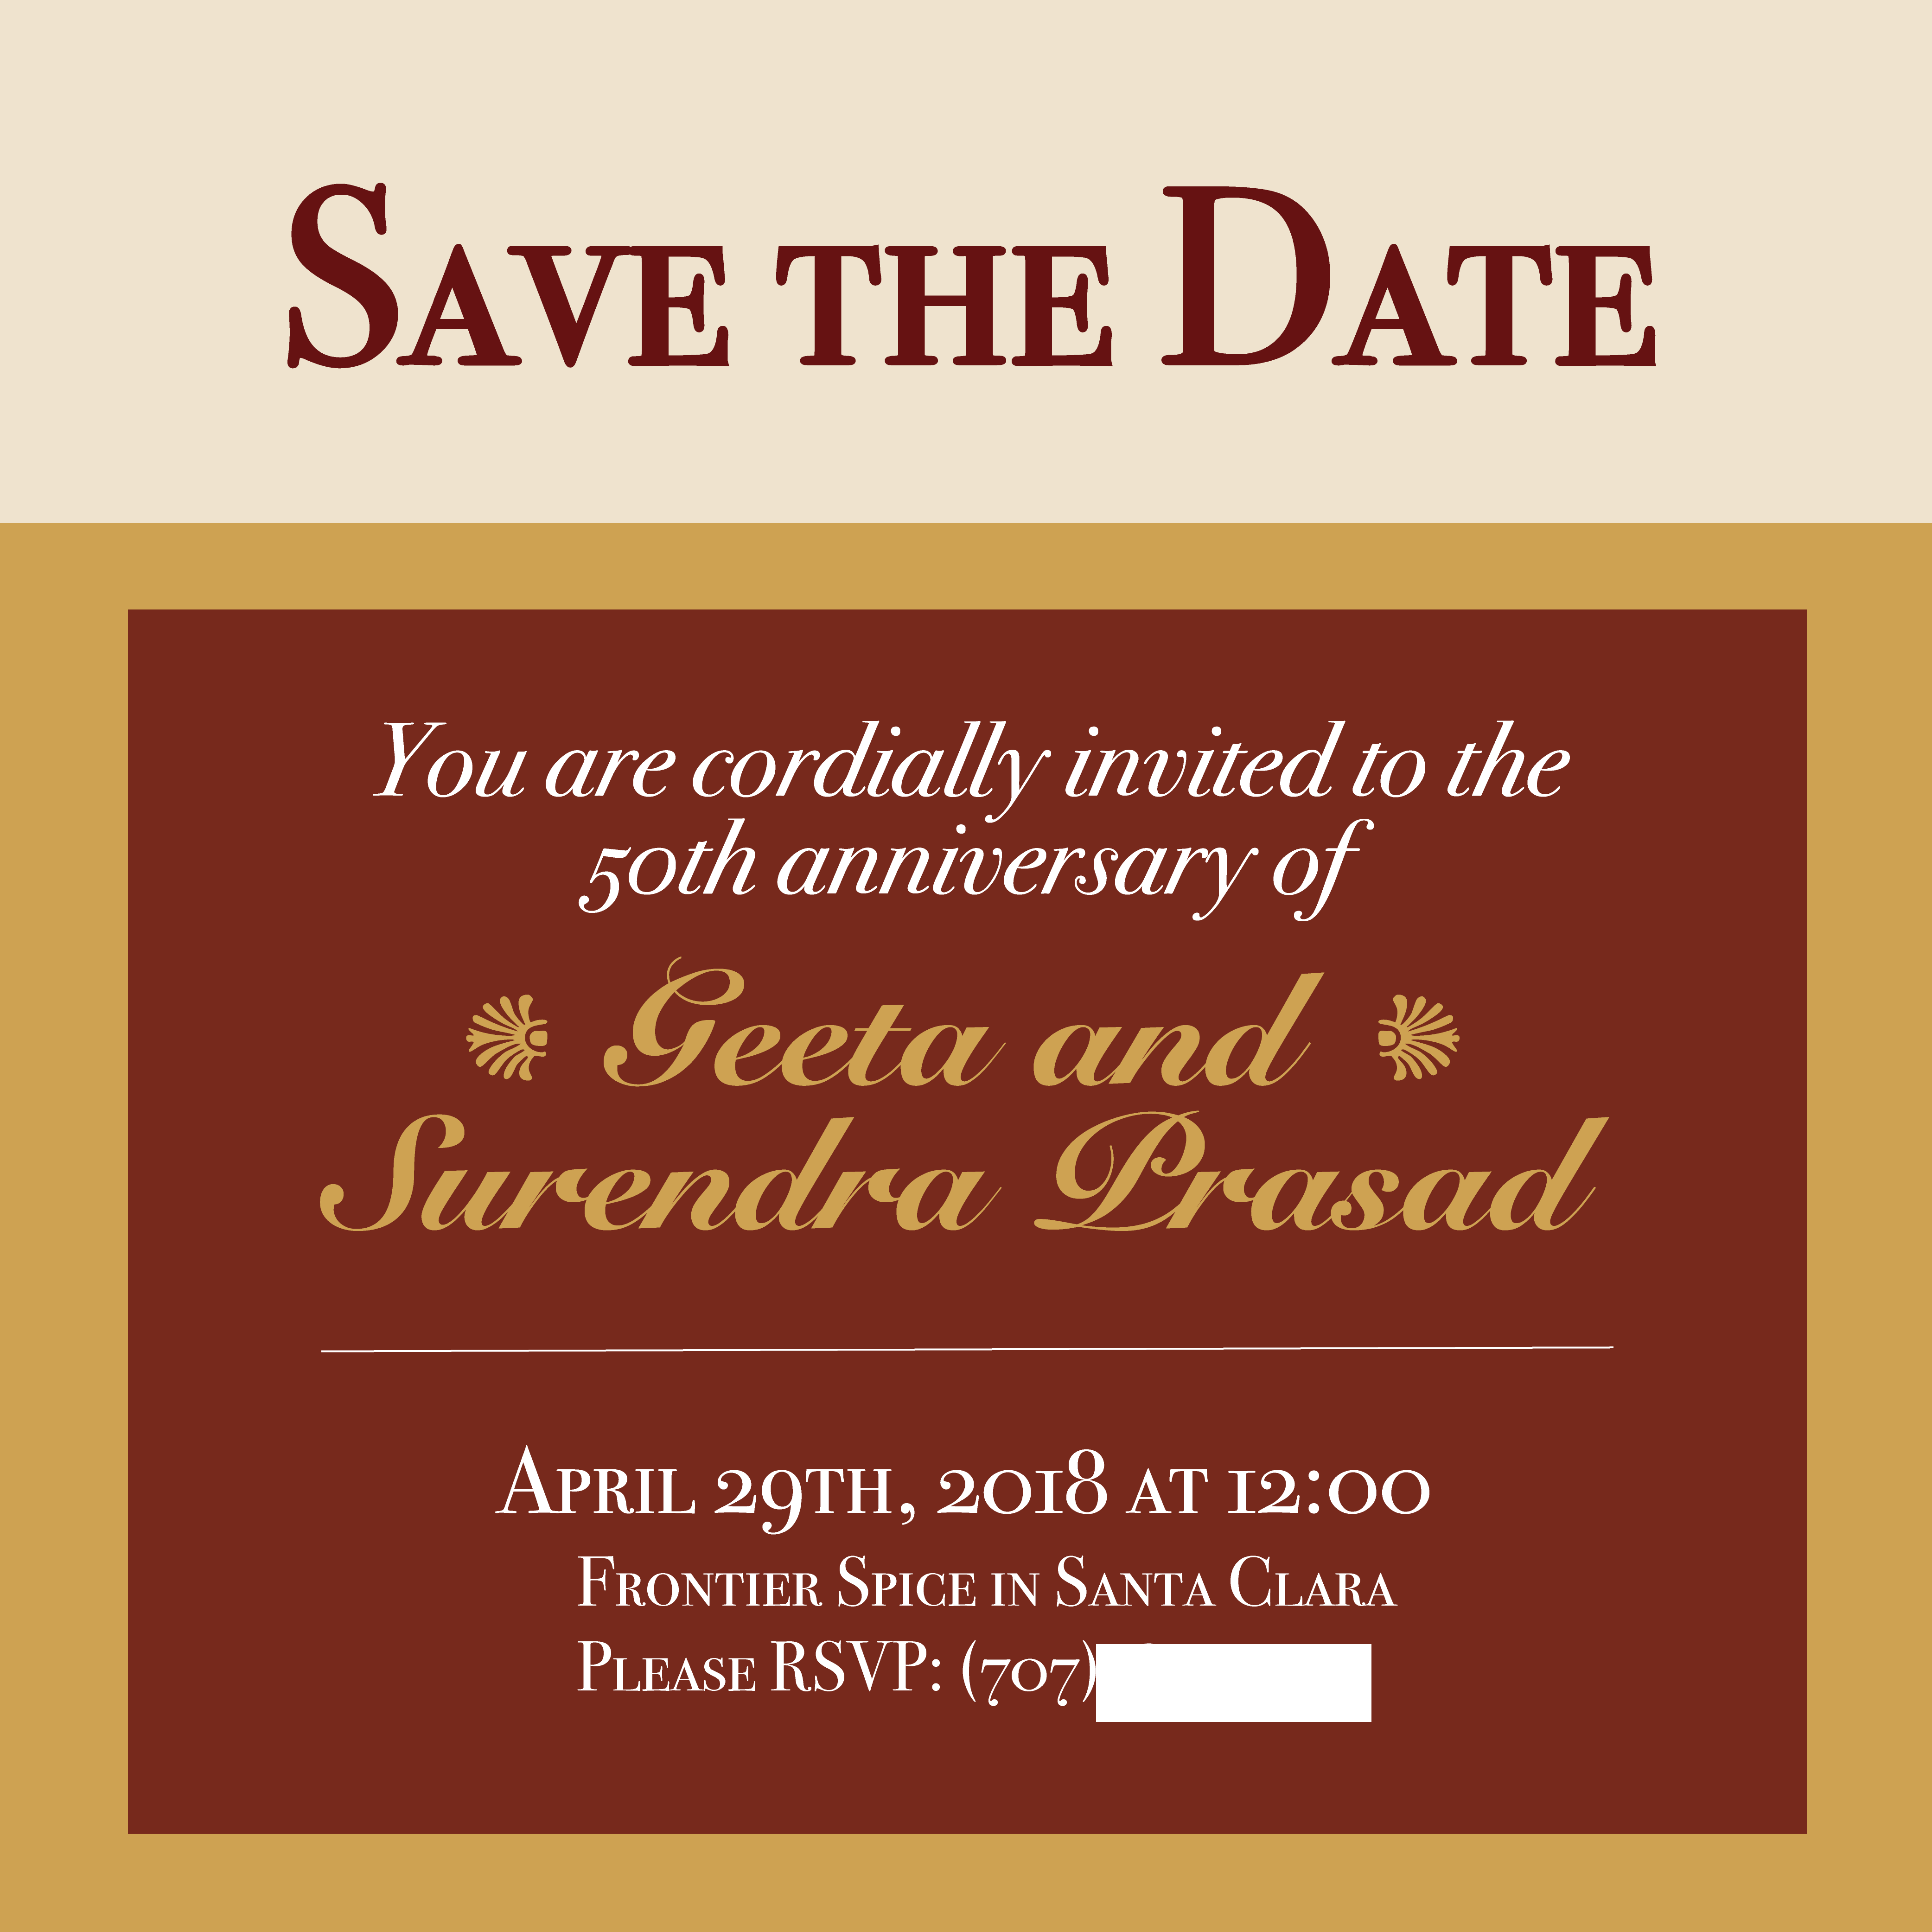 Save the Date
You are cordially invited to the
50th anniversary of
Geeta and
Surendra Prasad
April 29th, 2018 at 12:00
Frontier Spice in Santa Clara
Please RSVP: (707)